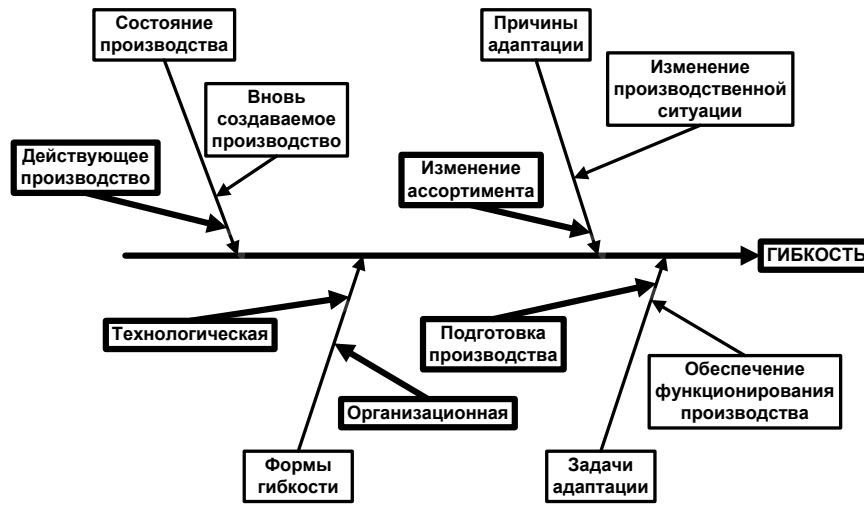 Состояние
производства
Причины
адаптации
Вновь
создаваемое
производство
Изменение
производственной
ситуации
Действующее
производство
Изменение
ассортимента
ГИБКОСТЬ
Технологическая
Подготовка
производства
Организационная
Обеспечение
функционирования
производства
Формы
гибкости
Задачи
адаптации